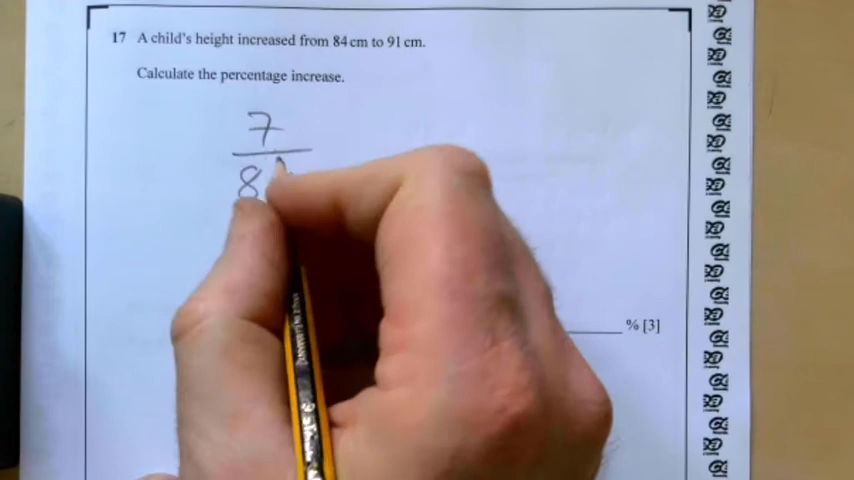 17 A child's height increased from 84 cm to 91 cm.
Calculate the percentage increase.
7
8
% [3]